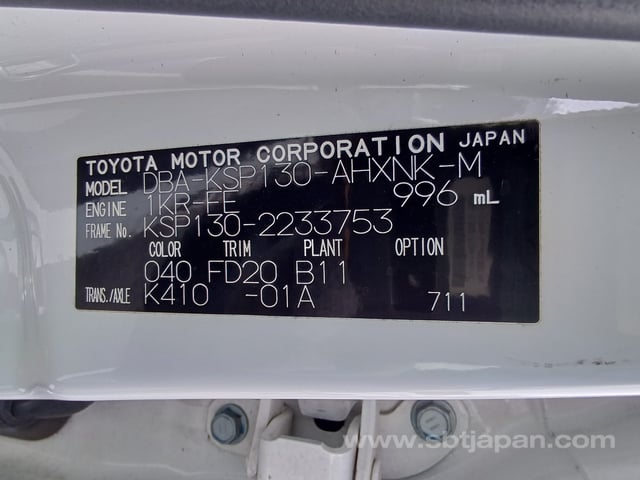 TOYOTA MOTOR CORPORATION JAPAN
MODEL DBA-KSP130-AHXNK-M
ENGINE 1KR-FE 996 mL
FRAME No. KSP130-2233753
COLOR TRIM PLANT OPTION
040 FD20 B11
TRANS./AXLE K410 -01A 711
www.sbtjapan.com